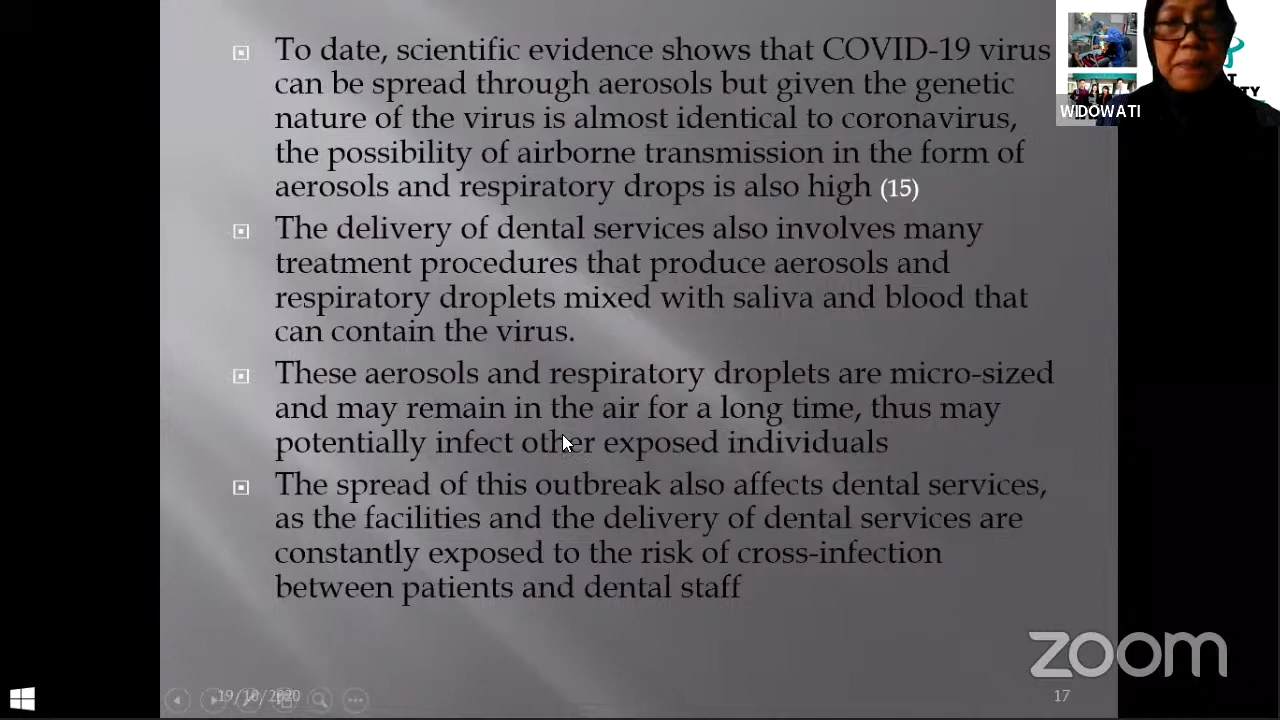 To date, scientific evidence shows that COVID-19 virus
can be spread through aerosols but given the genetic
nature of the virus is almost identical to coronavirus,
the possibility of airborne transmission in the form of
aerosols and respiratory drops is also high (15)
The delivery of dental services also involves many
treatment procedures that produce aerosols and
respiratory droplets mixed with saliva and blood that
can contain the virus.
These aerosols and respiratory droplets are micro-sized
and may remain in the air for a long time, thus may
potentially infect other exposed individuals
The spread of this outbreak also affects dental services,
as the facilities and the delivery of dental services are
constantly exposed to the risk of cross-infection
between patients and dental staff
WIDOWATI
zoom
19/10/2020
17